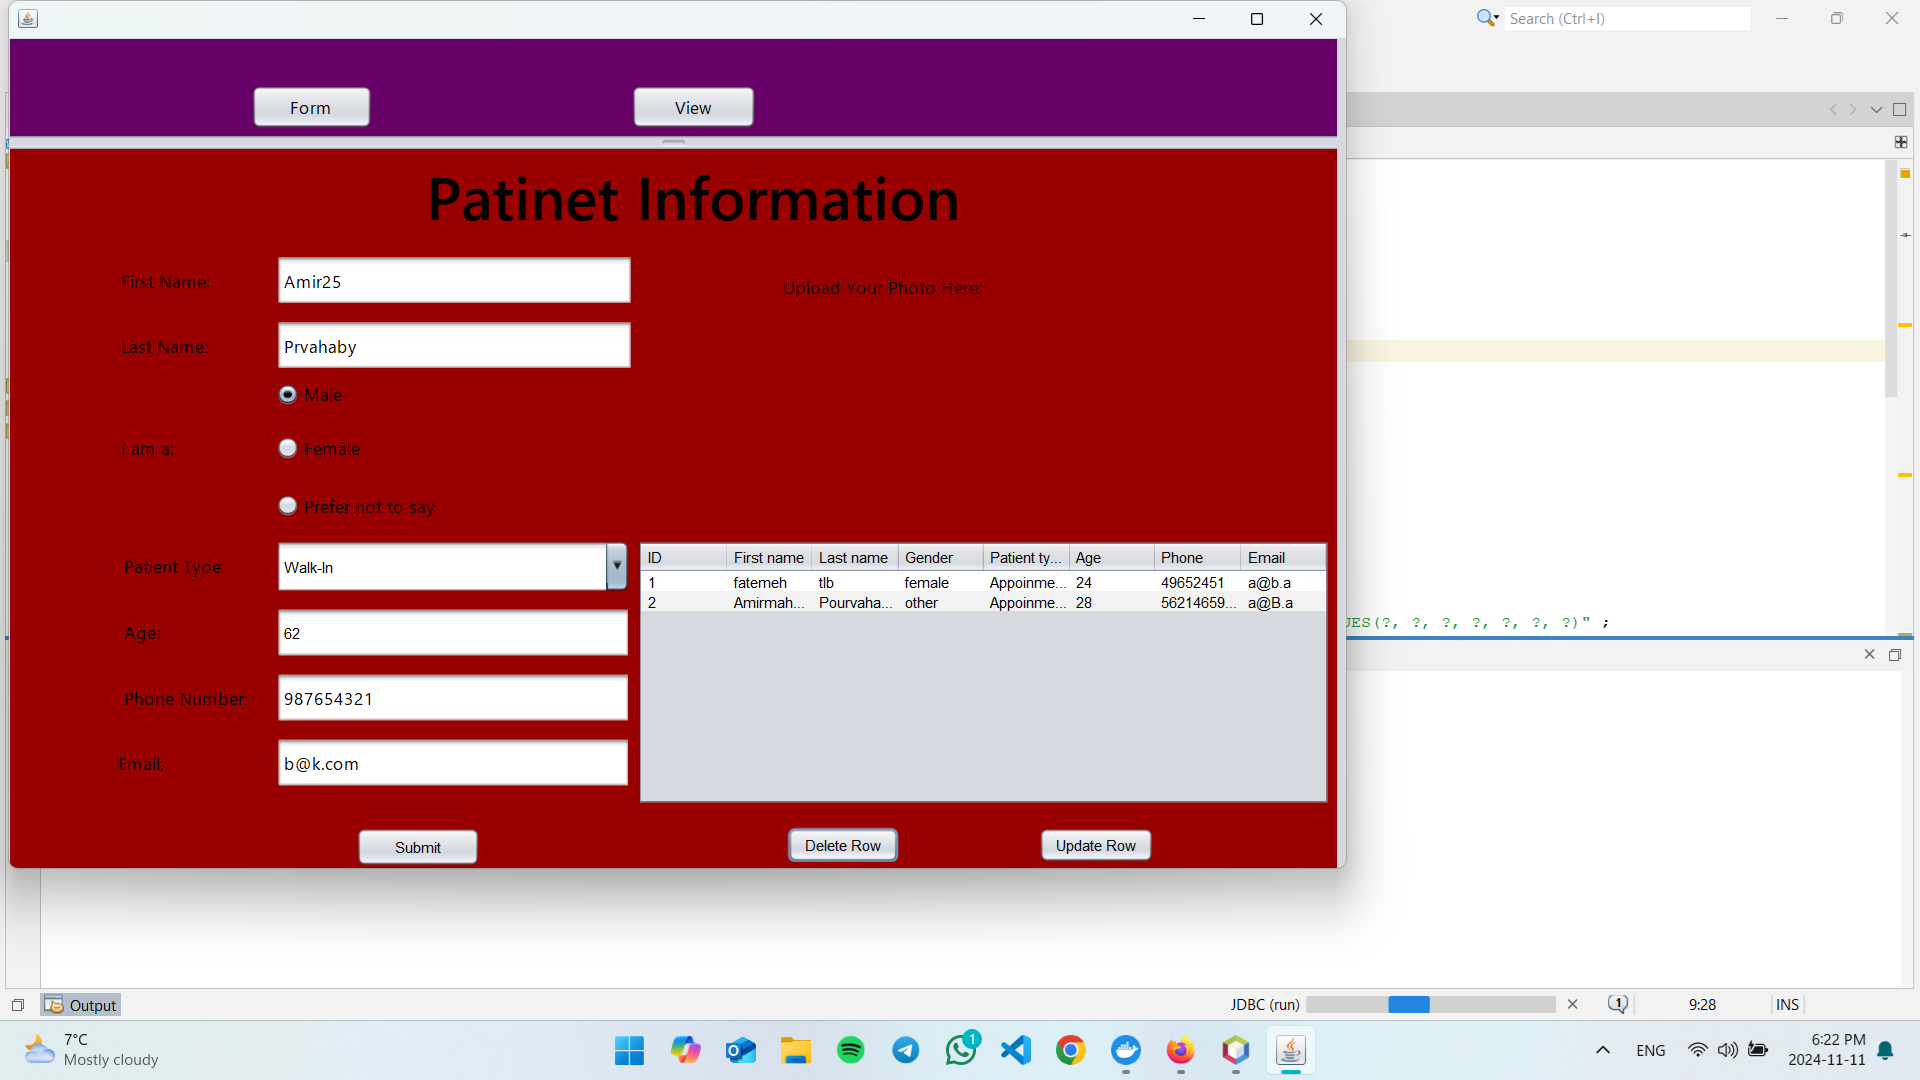 Search (Ctrl+I)
Form
View
Patinet Information
First Name:
Amir25
Upload Your Photo Here:
Last Name:
Prvahaby
Male
I am a:
Female
Prefer not to say
Patient Type:
Walk-In
ID First name Last name Gender Patient ty... Age Phone Email
1 fatemeh tlb female Appoinme... 24 49652451 a@b.a
2 Amirmah... Pourvaha... other Appoinme... 28 56214659... a@B.a
UES(?, ?, ?, ?, ?, ?, ?)" ;
Age:
62
Phone Number:
987654321
Email:
b@k.com
Submit
Delete Row
Update Row
Output
JDBC (run)
1
9:28
INS
7°C
Mostly cloudy
1
ENG
6:22 PM
2024-11-11